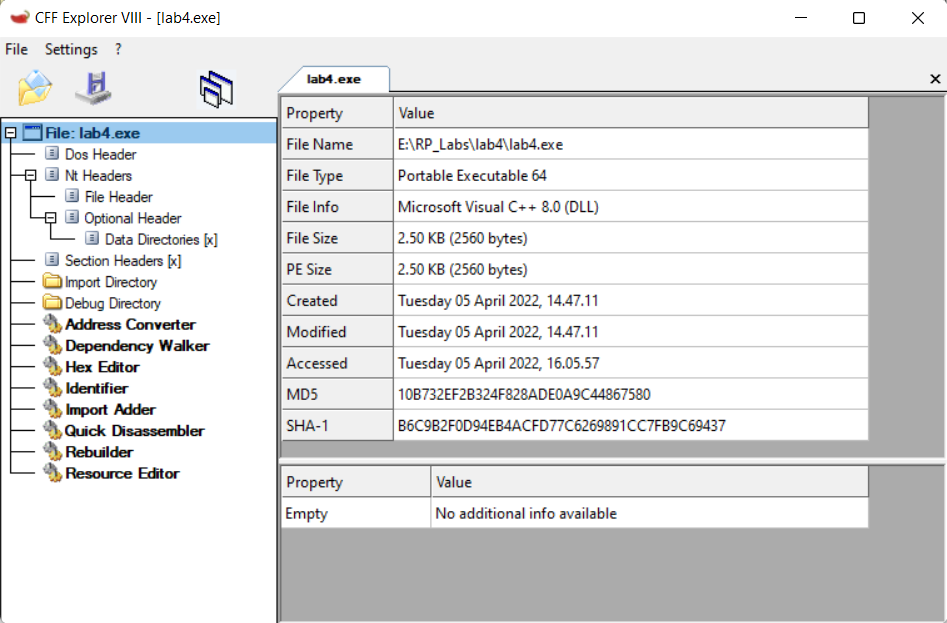 CFF Explorer VIII - [lab4.exe]
File Settings ?
lab4.exe
File: lab4.exe
Dos Header
Nt Headers
File Header
Optional Header
Data Directories [x]
Section Headers [x]
Import Directory
Debug Directory
Address Converter
Dependency Walker
Hex Editor
Identifier
Import Adder
Quick Disassembler
Rebuilder
Resource Editor
Property Value
File Name E:\RP_Labs\lab4\lab4.exe
File Type Portable Executable 64
File Info Microsoft Visual C++ 8.0 (DLL)
File Size 2.50 KB (2560 bytes)
PE Size 2.50 KB (2560 bytes)
Created Tuesday 05 April 2022, 14.47.11
Modified Tuesday 05 April 2022, 14.47.11
Accessed Tuesday 05 April 2022, 16.05.57
MD5 10B732EF2B324F828ADE0A9C44867580
SHA-1 B6C9B2F0D94EB4ACFD77C6269891CC7FB9C69437
Property Value
Empty No additional info available